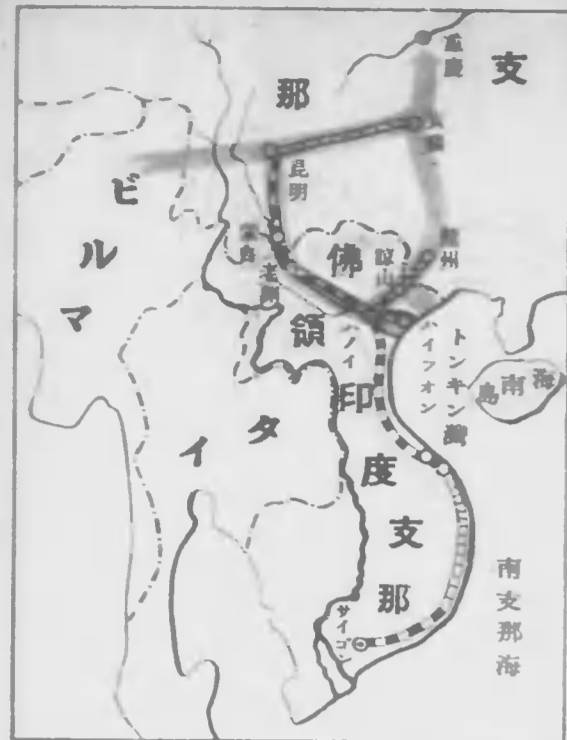 支那
重慶
昆明
蒙自
老開
諒山
龍州
ビルマ
タイ
佛領印度支那
ハノイ
ハイフォン
トンキン灣
海南島
サイゴン
南支那海